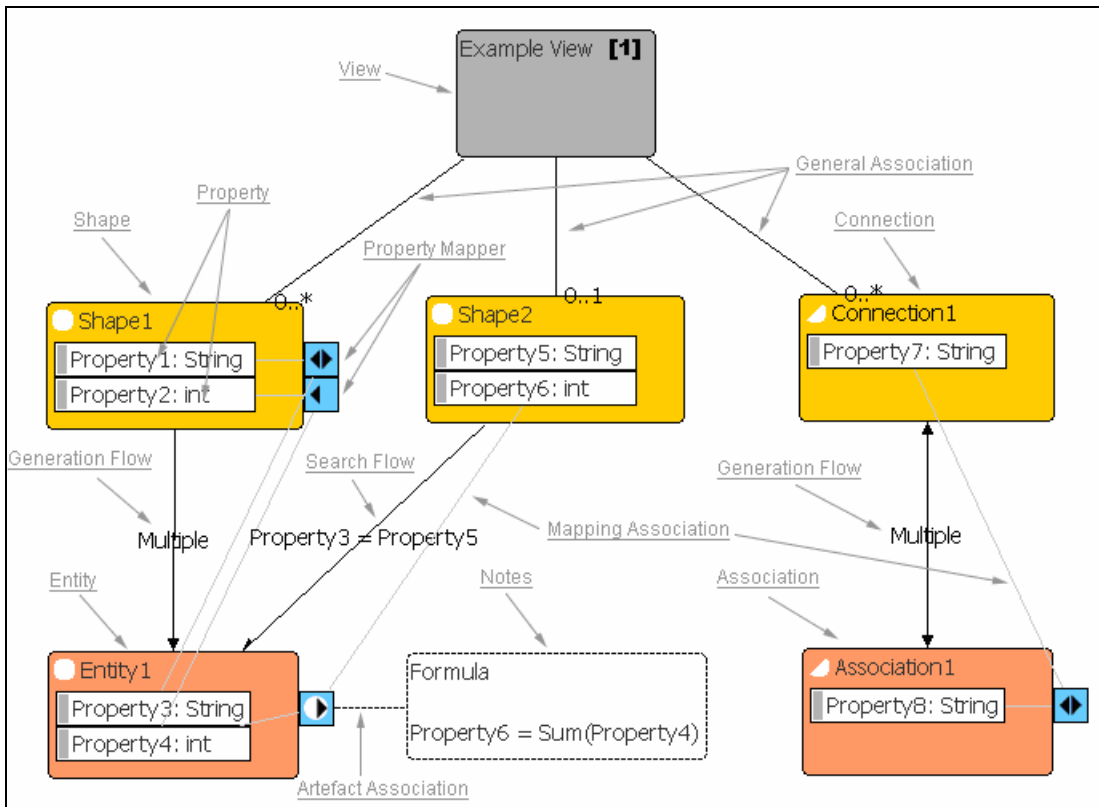 Example View [1]
View
General Association
Property
Shape
Property Mapper
Connection
0..*
0..1
0..*
Shape1
Shape2
Connection1
Property1: String
Property5: String
Property7: String
Property2: int
Property6: int
Generation Flow
Search Flow
Generation Flow
Multiple
Property3 = Property5
Mapping Association
Multiple
Entity
Notes
Association
Entity1
Formula
Association1
Property3: String
Property8: String
Property4: int
Property6 = Sum(Property4)
Artefact Association